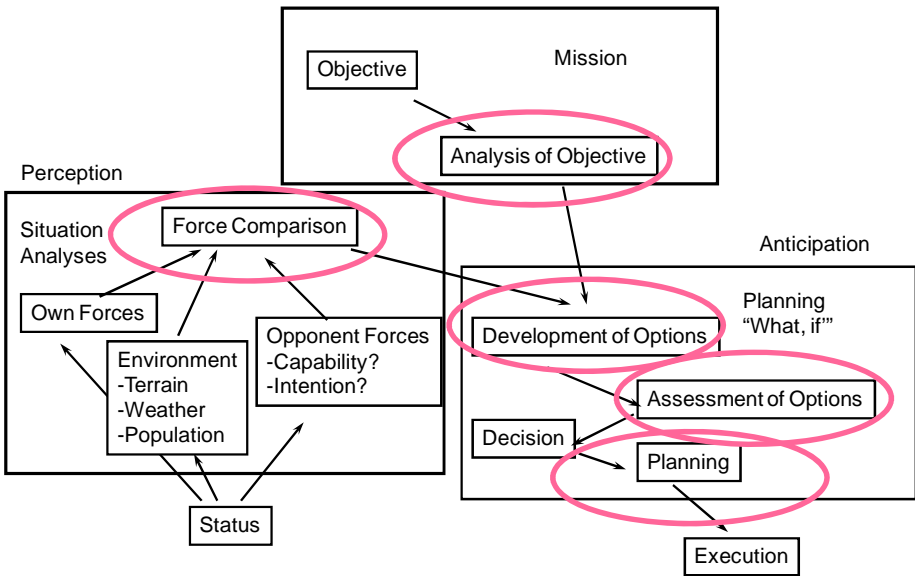 Mission
Objective
Analysis of Objective
Perception
Situation
Analyses
Force Comparison
Own Forces
Environment
-Terrain
-Weather
-Population
Opponent Forces
-Capability?
-Intention?
Status
Anticipation
Planning
“What, if’”
Development of Options
Assessment of Options
Decision
Planning
Execution